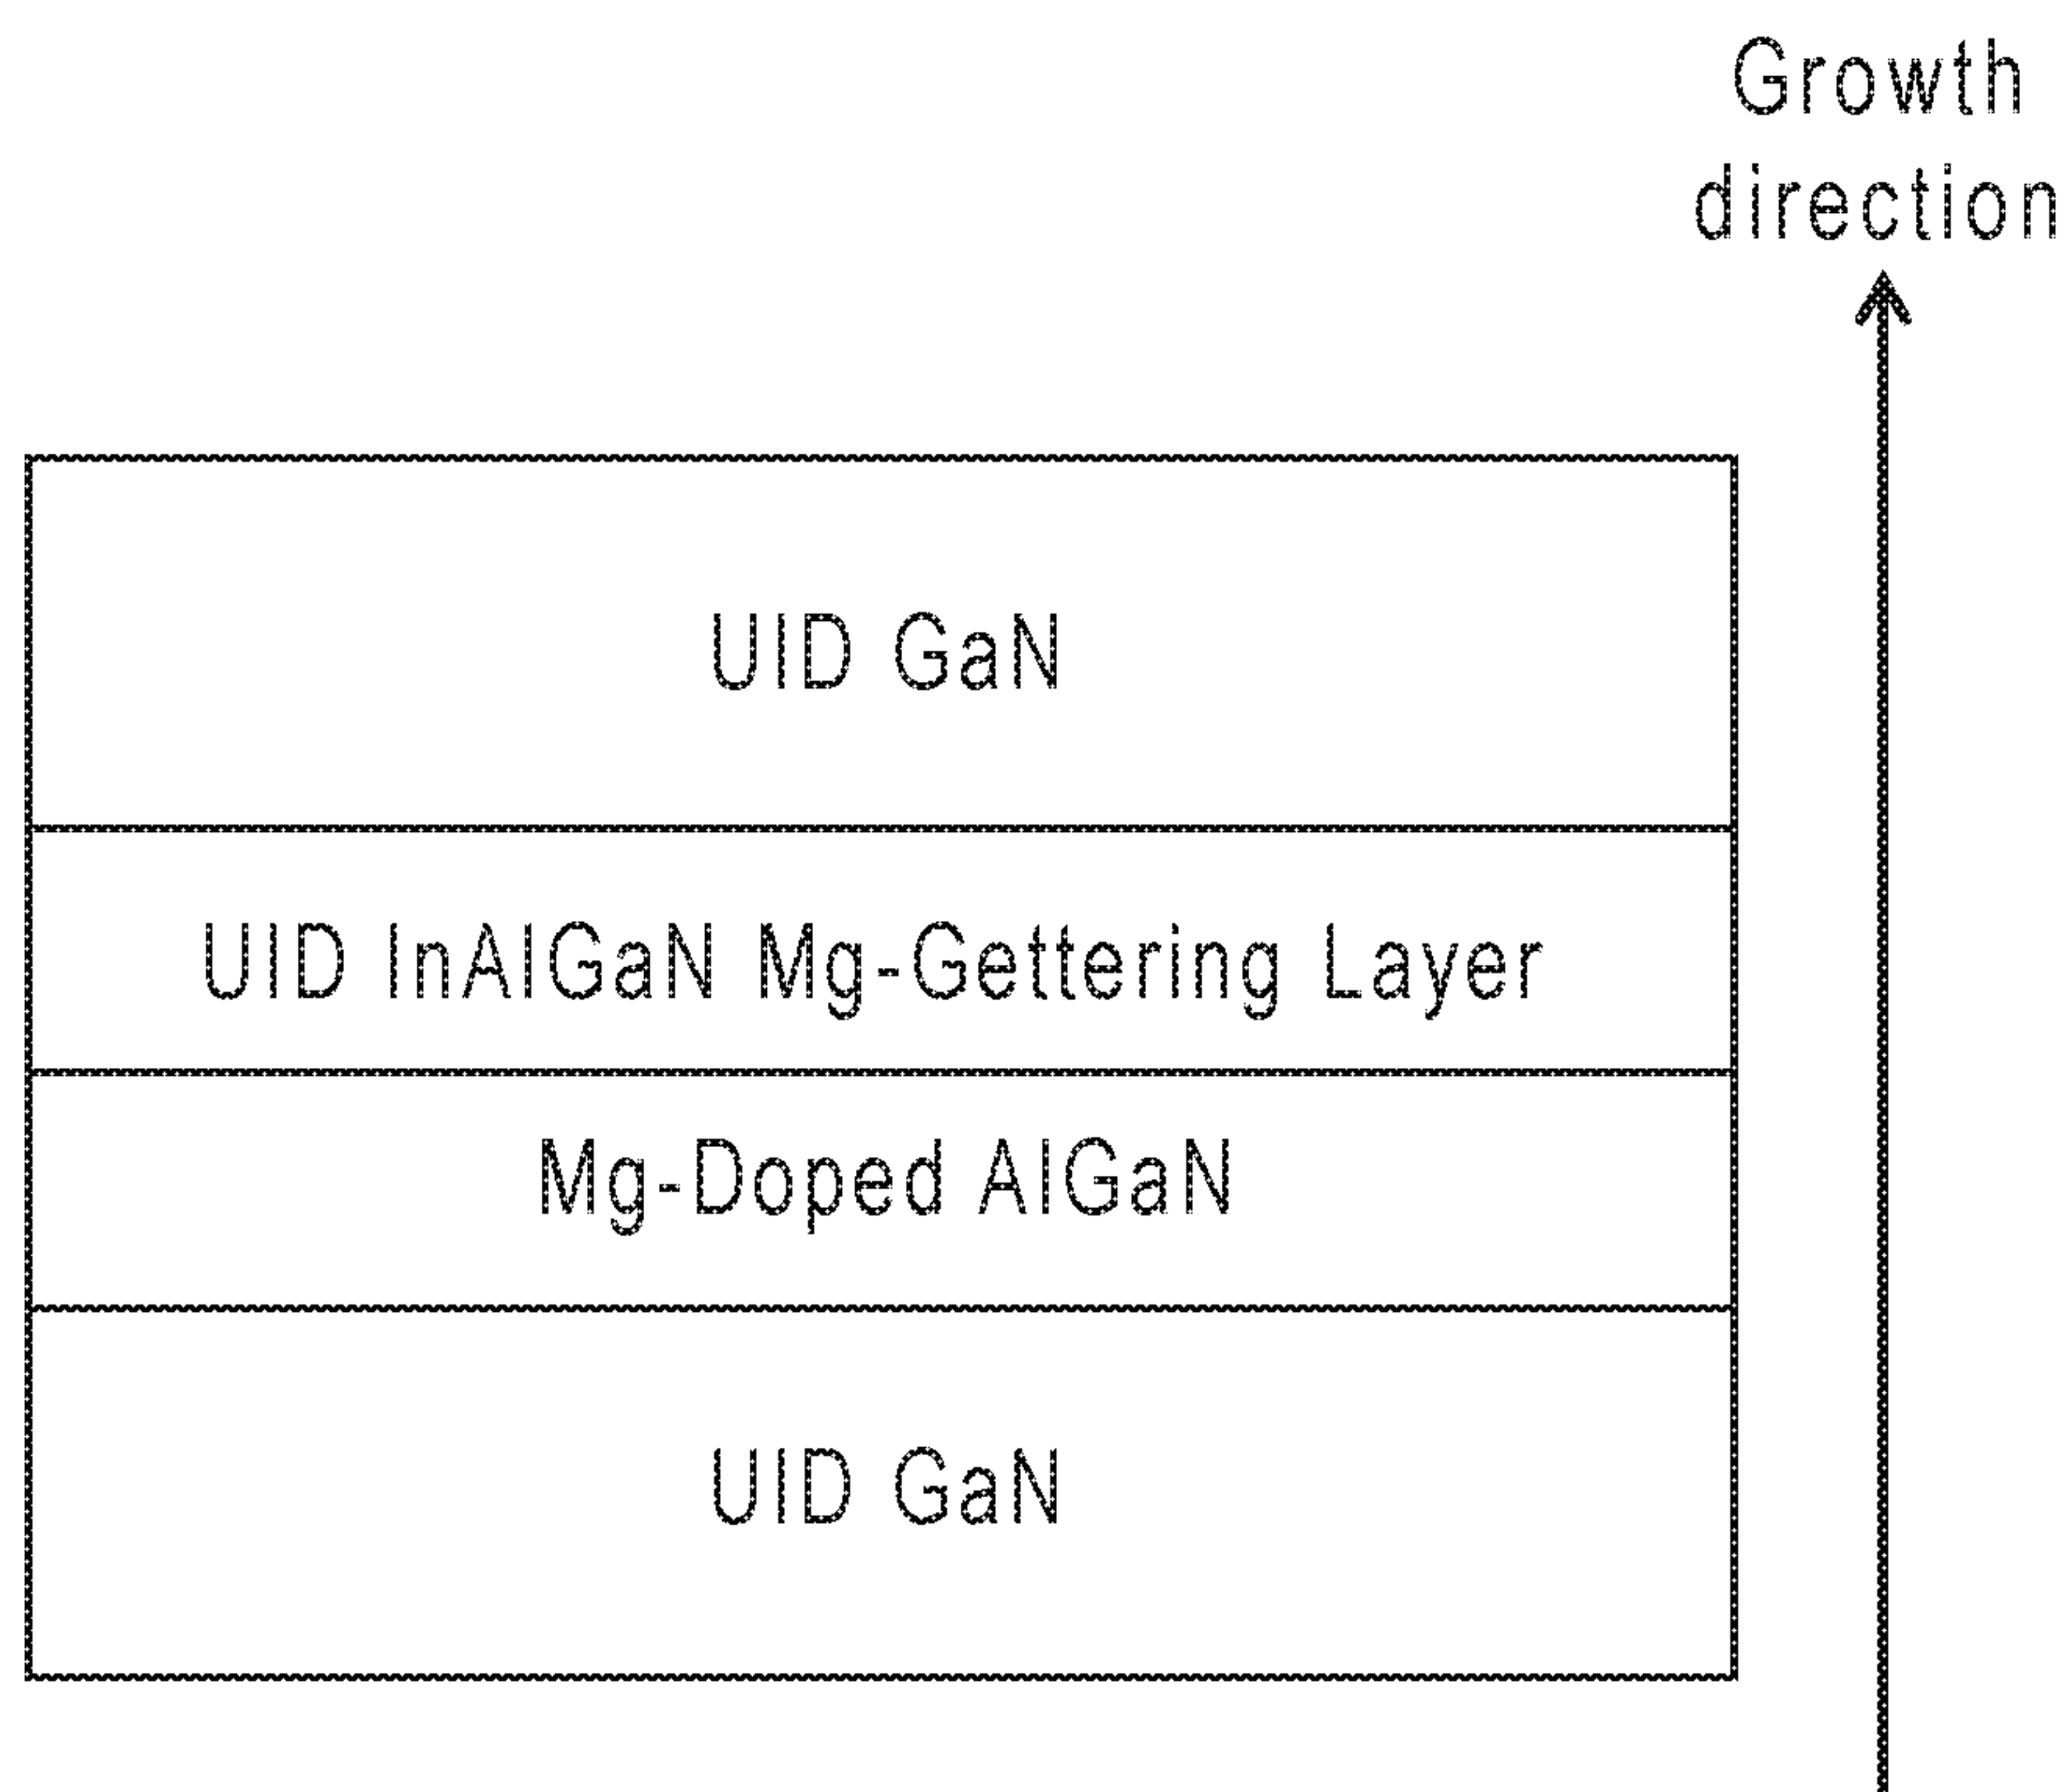 Growth
direction
UID GaN
UID InAlGaN Mg-Gettering Layer
Mg-Doped AlGaN
UID GaN